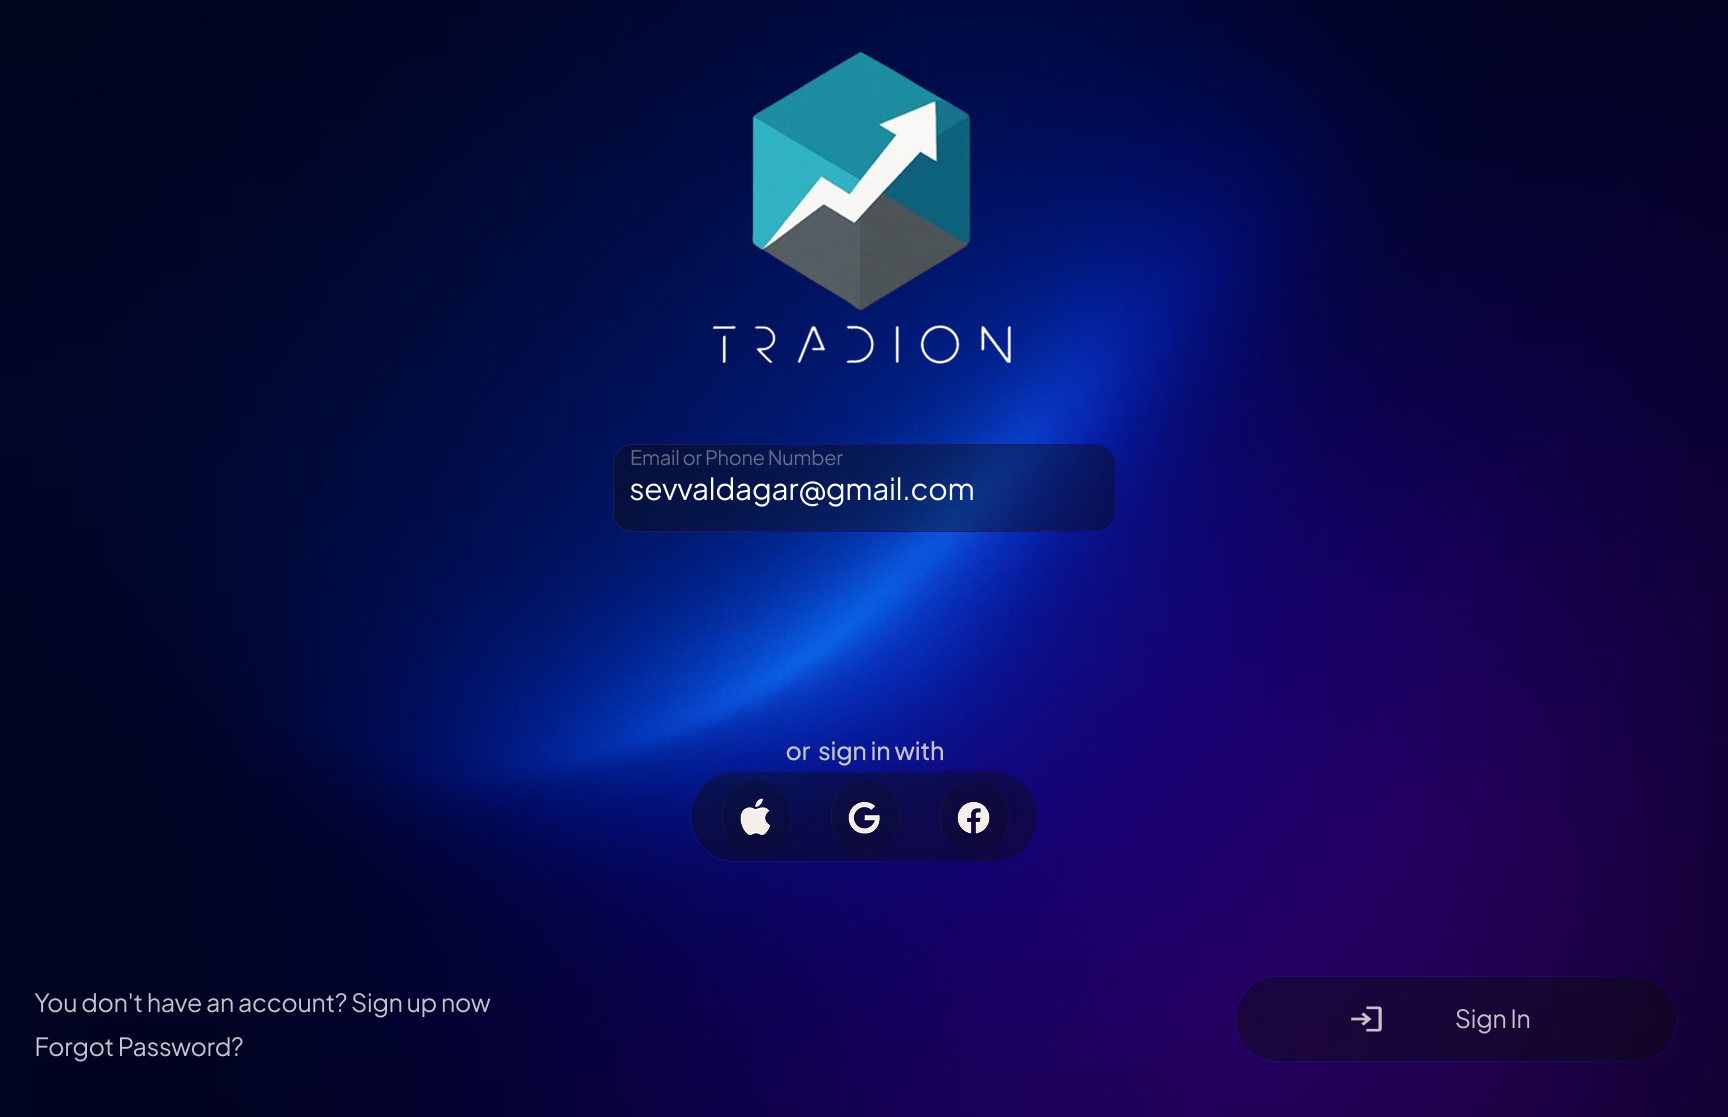 TRADION
Email or Phone Number
sevvaldagar@gmail.com
or sign in with
You don't have an account? Sign up now
Forgot Password?
Sign In